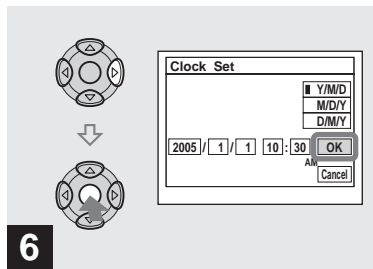 Clock Set
Y/M/D
M/D/Y
D/M/Y
2005 / 1 / 1 10 : 30 OK
AM
Cancel
6